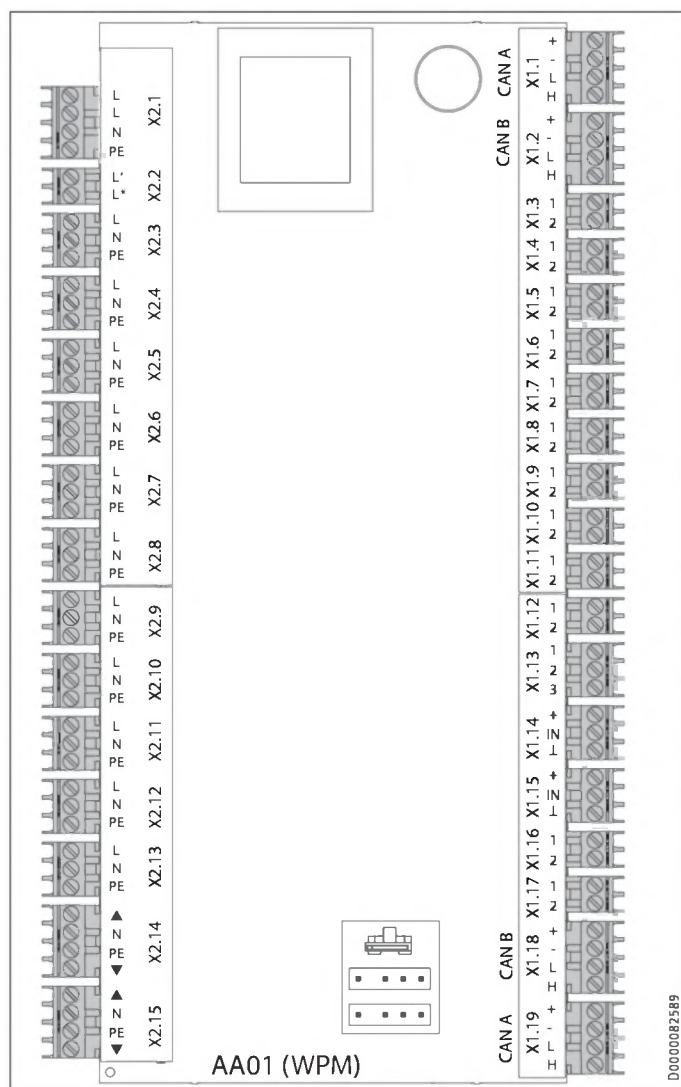 L
L
N
PE
X2.1
L'
L*
X2.2
L
N
PE
X2.3
L
N
PE
X2.4
L
N
PE
X2.5
L
N
PE
X2.6
L
N
PE
X2.7
L
N
PE
X2.8
L
N
PE
X2.9
L
N
PE
X2.10
L
N
PE
X2.11
L
N
PE
X2.12
L
N
PE
X2.13
▲
N
PE
▼
X2.14
▲
N
PE
▼
X2.15
CAN A
X1.1
+
-
L
H
CAN B
X1.2
+
-
L
H
X1.3
1
2
X1.4
1
2
X1.5
1
2
X1.6
1
2
X1.7
1
2
X1.8
1
2
X1.9
1
2
X1.10
1
2
X1.11
1
2
X1.12
1
2
X1.13
1
2
3
X1.14
+
IN
⊥
X1.15
+
IN
⊥
X1.16
1
2
X1.17
1
2
CAN B
X1.18
+
-
L
H
CAN A
X1.19
+
-
L
H
AA01 (WPM)
D0000082589